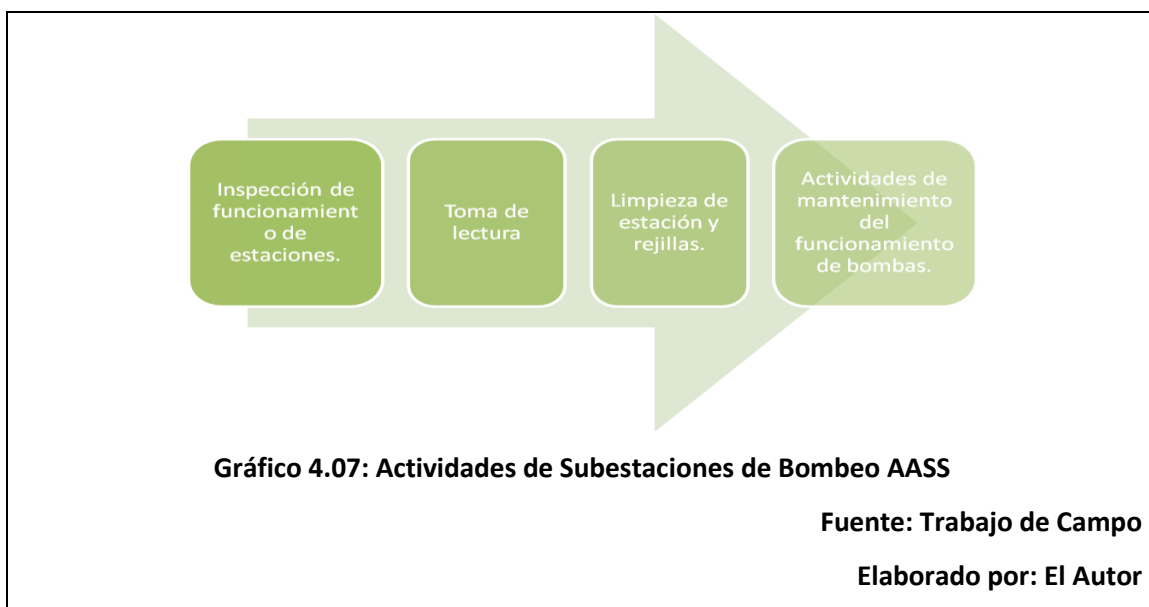 Inspección de
funcionamient
o de
estaciones.
Toma de
lectura
Limpieza de
estación y
rejillas.
Actividades de
mantenimiento
del
funcionamiento
de bombas.
Gráfico 4.07: Actividades de Subestaciones de Bombeo AASS
Fuente: Trabajo de Campo
Elaborado por: El Autor